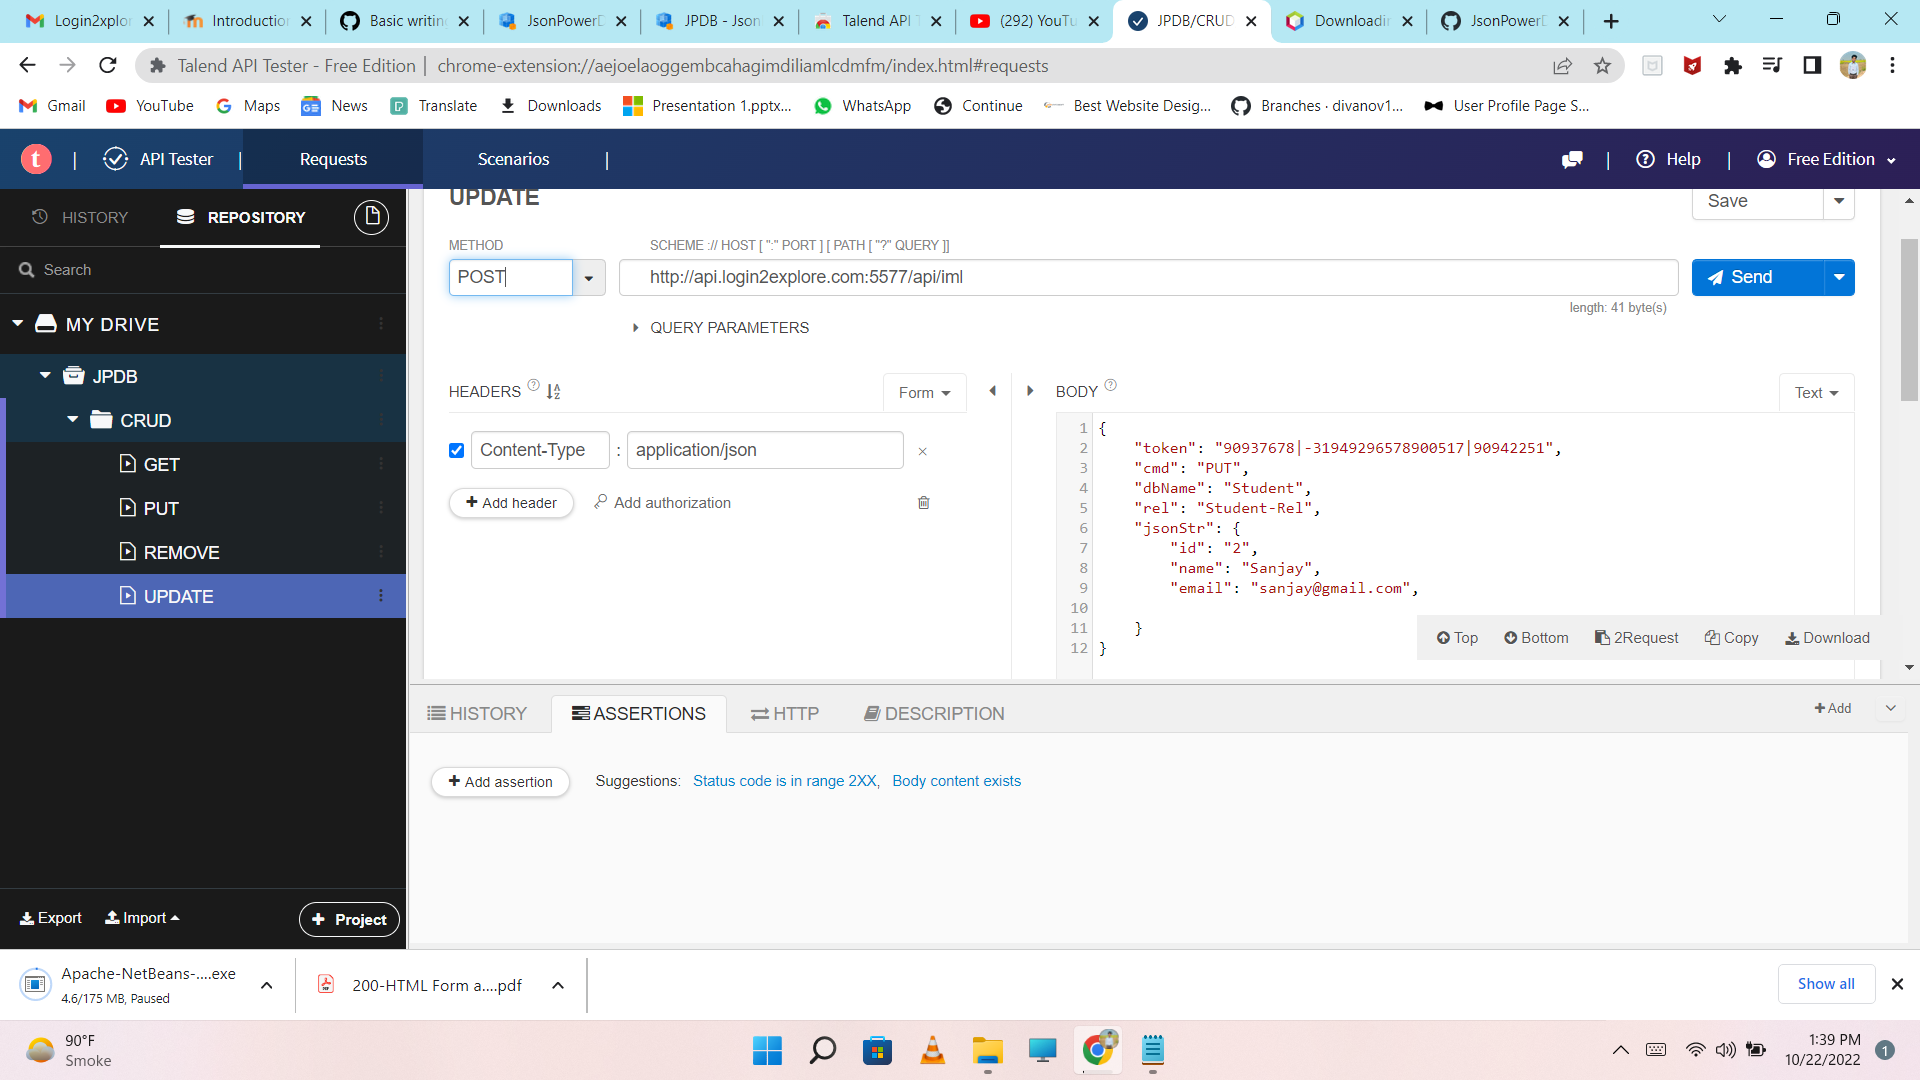 Login2xplor
Introduction
Basic writin
JsonPowerD
JPDB - Json
Talend API T
(292) YouTu
JPDB/CRUD
Downloadin
JsonPowerD
Talend API Tester - Free Edition | chrome-extension://aejoelaoggembcahagimdiliamlcdmfm/index.html#requests
Gmail YouTube Maps News Translate Downloads Presentation 1.pptx... WhatsApp Continue Best Website Desig... Branches · divanov1... User Profile Page S...
t | API Tester | Requests Scenarios | | Help | Free Edition
HISTORY REPOSITORY
Search
MY DRIVE
JPDB
CRUD
GET
PUT
REMOVE
UPDATE
Export Import + Project
UPDATE
Save
METHOD SCHEME :// HOST [ ":" PORT ] [ PATH [ "?" QUERY ]]
POST http://api.login2explore.com:5577/api/iml Send
length: 41 byte(s)
QUERY PARAMETERS
HEADERS ? Form
Content-Type : application/json ×
+ Add header Add authorization
BODY ? Text
1 {
2 "token": "90937678|-31949296578900517|90942251",
3 "cmd": "PUT",
4 "dbName": "Student",
5 "rel": "Student-Rel",
6 "jsonStr": {
7 "id": "2",
8 "name": "Sanjay",
9 "email": "sanjay@gmail.com",
10
11 }
12 }
Top Bottom 2Request Copy Download
HISTORY ASSERTIONS HTTP DESCRIPTION + Add
+ Add assertion Suggestions: Status code is in range 2XX, Body content exists
Apache-NetBeans-....exe
4.6/175 MB, Paused
200-HTML Form a....pdf
Show all
90°F
Smoke
1:39 PM
10/22/2022
1